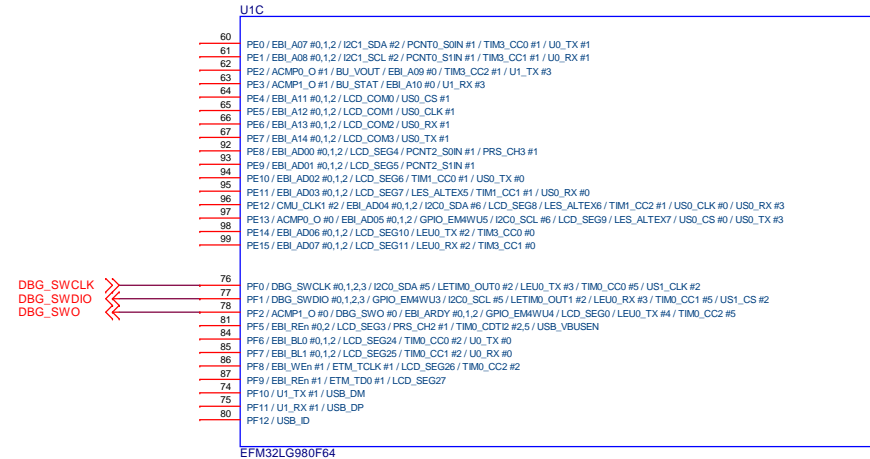 U1C
60 PE0 / EBI_A07 #0,1,2 / I2C1_SDA #2 / PCNT0_S0IN #1 / TIM3_CC0 #1 / U0_TX #1
61 PE1 / EBI_A08 #0,1,2 / I2C1_SCL #2 / PCNT0_S1IN #1 / TIM3_CC1 #1 / U0_RX #1
62 PE2 / ACMP0_O #1 / BU_VOUT / EBI_A09 #0 / TIM3_CC2 #1 / U1_TX #3
63 PE3 / ACMP1_O #1 / BU_STAT / EBI_A10 #0 / U1_RX #3
64 PE4 / EBI_A11 #0,1,2 / LCD_COM0 / US0_CS #1
65 PE5 / EBI_A12 #0,1,2 / LCD_COM1 / US0_CLK #1
66 PE6 / EBI_A13 #0,1,2 / LCD_COM2 / US0_RX #1
67 PE7 / EBI_A14 #0,1,2 / LCD_COM3 / US0_TX #1
92 PE8 / EBI_AD00 #0,1,2 / LCD_SEG4 / PCNT2_S0IN #1 / PRS_CH3 #1
93 PE9 / EBI_AD01 #0,1,2 / LCD_SEG5 / PCNT2_S1IN #1
94 PE10 / EBI_AD02 #0,1,2 / LCD_SEG6 / TIM1_CC0 #1 / US0_TX #0
95 PE11 / EBI_AD03 #0,1,2 / LCD_SEG7 / LES_ALTEX5 / TIM1_CC1 #1 / US0_RX #0
96 PE12 / CMU_CLK1 #2 / EBI_AD04 #0,1,2 / I2C0_SDA #6 / LCD_SEG8 / LES_ALTEX6 / TIM1_CC2 #1 / US0_CLK #0 / US0_RX #3
97 PE13 / ACMP0_O #0 / EBI_AD05 #0,1,2 / GPIO_EM4WU5 / I2C0_SCL #6 / LCD_SEG9 / LES_ALTEX7 / US0_CS #0 / US0_TX #3
98 PE14 / EBI_AD06 #0,1,2 / LCD_SEG10 / LEU0_TX #2 / TIM3_CC0 #0
99 PE15 / EBI_AD07 #0,1,2 / LCD_SEG11 / LEU0_RX #2 / TIM3_CC1 #0
DBG_SWCLK 76 PF0 / DBG_SWCLK #0,1,2,3 / I2C0_SDA #5 / LETIM0_OUT0 #2 / LEU0_TX #3 / TIM0_CC0 #5 / US1_CLK #2
DBG_SWDIO 77 PF1 / DBG_SWDIO #0,1,2,3 / GPIO_EM4WU3 / I2C0_SCL #5 / LETIM0_OUT1 #2 / LEU0_RX #3 / TIM0_CC1 #5 / US1_CS #2
DBG_SWO 78 PF2 / ACMP1_O #0 / DBG_SWO #0 / EBI_ARDY #0,1,2 / GPIO_EM4WU4 / LCD_SEG0 / LEU0_TX #4 / TIM0_CC2 #5
81 PF5 / EBI_REn #0,2 / LCD_SEG3 / PRS_CH2 #1 / TIM0_CDTI2 #2,5 / USB_VBUSEN
84 PF6 / EBI_BL0 #0,1,2 / LCD_SEG24 / TIM0_CC0 #2 / U0_TX #0
85 PF7 / EBI_BL1 #0,1,2 / LCD_SEG25 / TIM0_CC1 #2 / U0_RX #0
86 PF8 / EBI_WEn #1 / ETM_TCLK #1 / LCD_SEG26 / TIM0_CC2 #2
87 PF9 / EBI_REn #1 / ETM_TD0 #1 / LCD_SEG27
74 PF10 / U1_TX #1 / USB_DM
75 PF11 / U1_RX #1 / USB_DP
80 PF12 / USB_ID
EFM32LG980F64